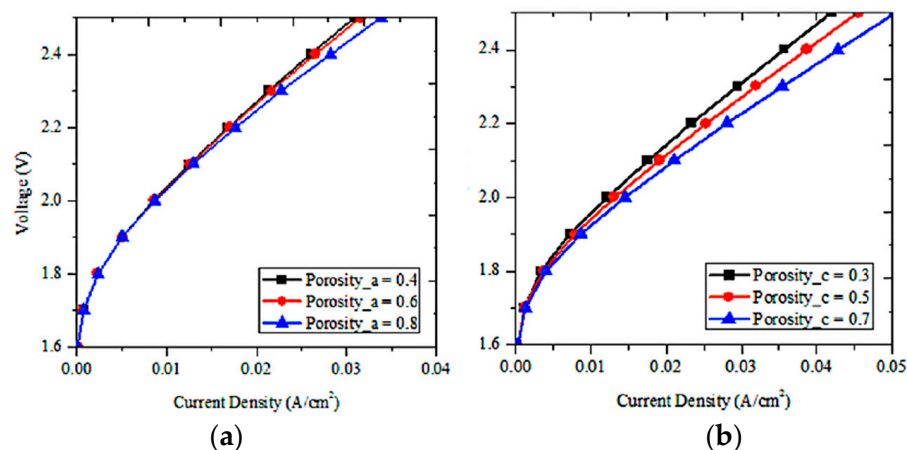 2.4
2.2
2.0
1.8
1.6
Voltage (V)
Porosity_a = 0.4
Porosity_a = 0.6
Porosity_a = 0.8
0.00
0.01
0.02
0.03
0.04
Current Density (A/cm²)
(a)
2.4
2.2
2.0
1.8
1.6
Porosity_c = 0.3
Porosity_c = 0.5
Porosity_c = 0.7
0.00
0.01
0.02
0.03
0.04
0.05
Current Density (A/cm²)
(b)